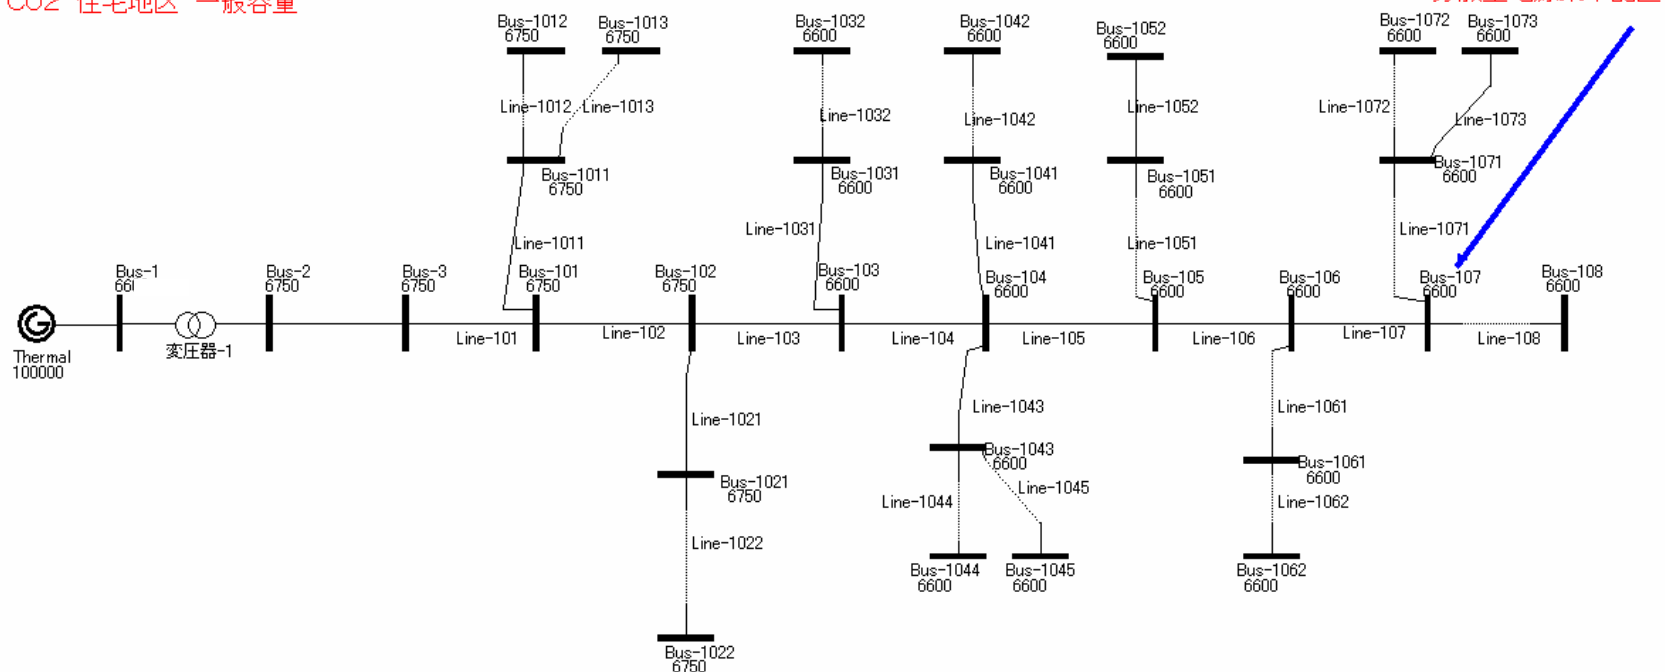 住宅地区 一般容量
Bus-1012
6750
Bus-1013
6750
Bus-1032
6600
Bus-1042
6600
Bus-1052
6600
Bus-1072
6600
Bus-1073
6600
Line-1012
Line-1013
Line-1032
Line-1042
Line-1052
Line-1072
Line-1073
Bus-1011
6750
Bus-1031
6600
Bus-1041
6600
Bus-1051
6600
Bus-1071
6600
Line-1011
Line-1031
Line-1041
Line-1051
Line-1071
Bus-1
Bus-2
6750
Bus-3
6750
Bus-101
6750
Bus-102
6750
Bus-103
6600
Bus-104
6600
Bus-105
6600
Bus-106
6600
Bus-107
6600
Bus-108
6600
Thermal
100000
変圧器-1
Line-101
Line-102
Line-103
Line-104
Line-105
Line-106
Line-107
Line-108
Line-1021
Line-1043
Line-1061
Bus-1021
6750
Bus-1043
6600
Bus-1061
6600
Line-1022
Line-1044
Line-1045
Line-1062
Bus-1044
6600
Bus-1045
6600
Bus-1062
6600
Bus-1022
6750